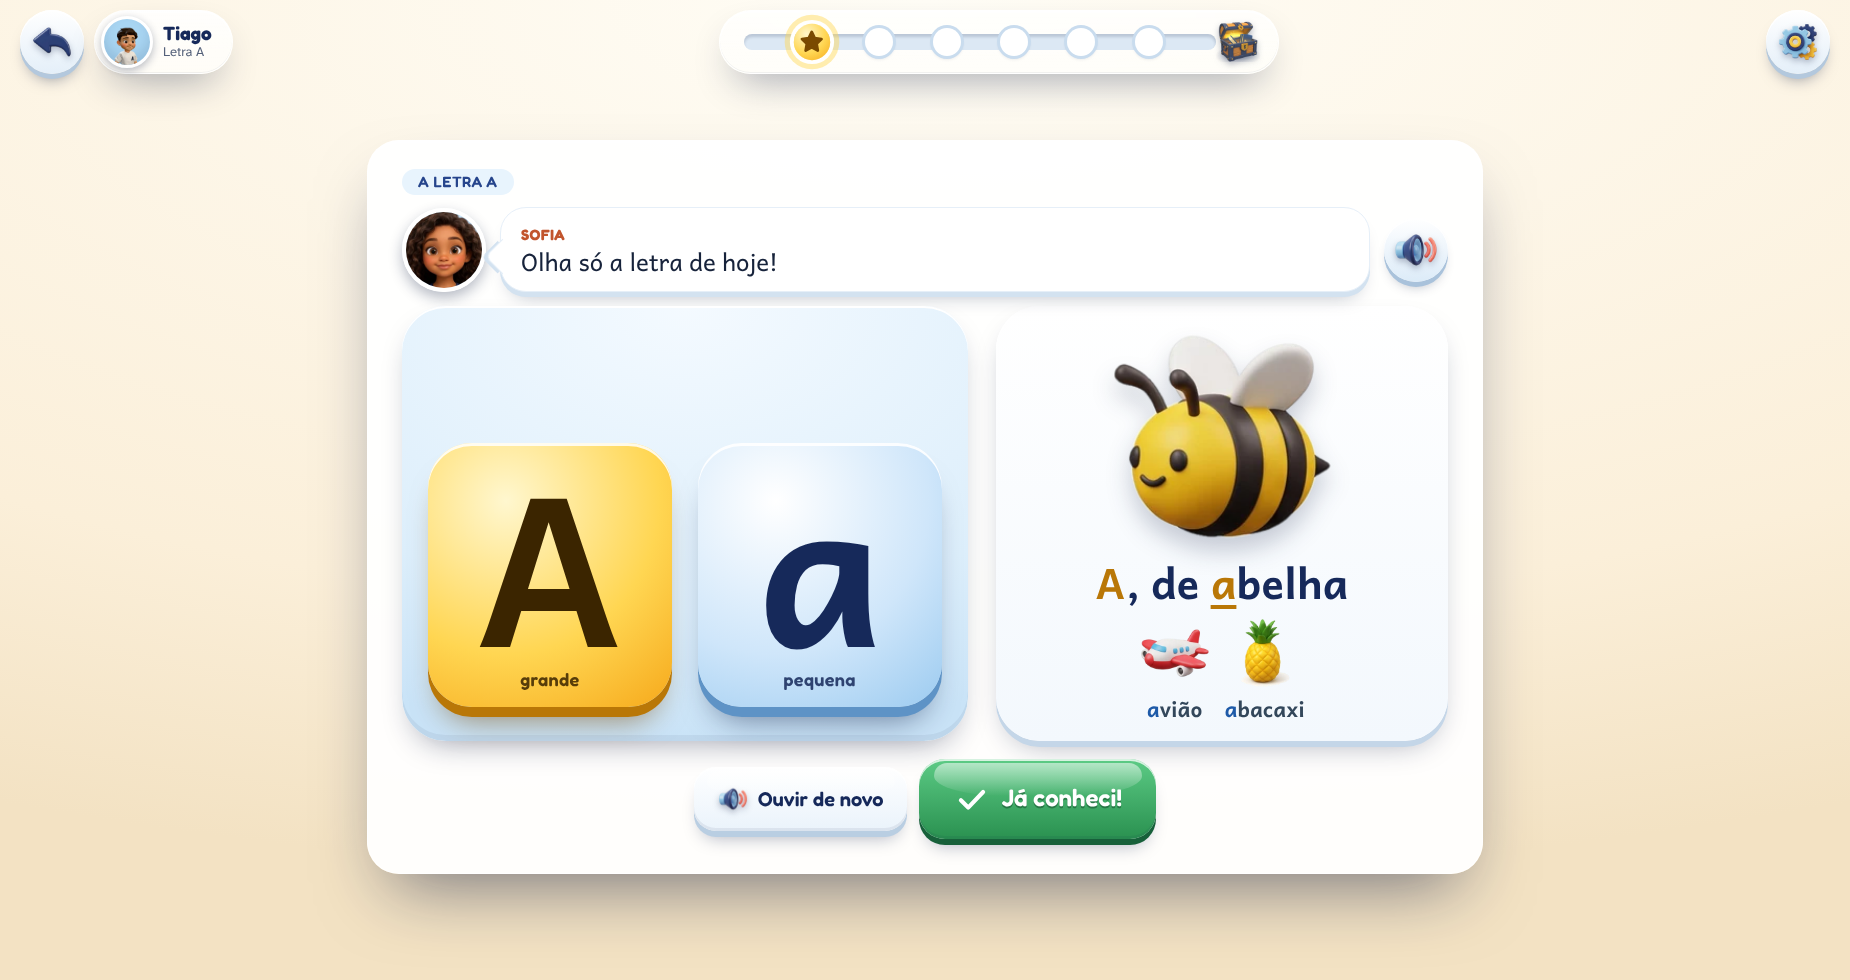 Tiago
Letra A
A LETRA A
SOFIA
Olha só a letra de hoje!
A
grande
a
pequena
A, de abelha
avião abacaxi
Ouvir de novo
Já conheci!